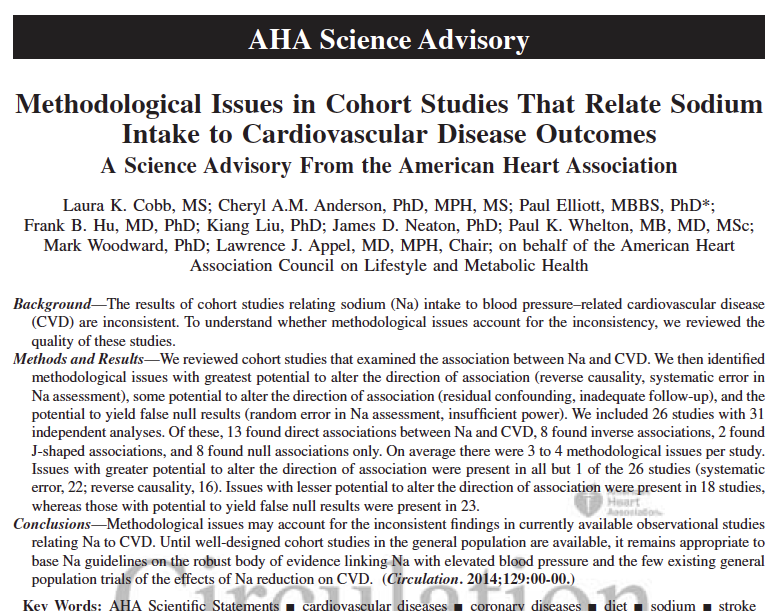 AHA Science Advisory
Methodological Issues in Cohort Studies That Relate Sodium
Intake to Cardiovascular Disease Outcomes
A Science Advisory From the American Heart Association
Laura K. Cobb, MS; Cheryl A.M. Anderson, PhD, MPH, MS; Paul Elliott, MBBS, PhD*;
Frank B. Hu, MD, PhD; Kiang Liu, PhD; James D. Neaton, PhD; Paul K. Whelton, MB, MD, MSc;
Mark Woodward, PhD; Lawrence J. Appel, MD, MPH, Chair; on behalf of the American Heart
Association Council on Lifestyle and Metabolic Health
Background—The results of cohort studies relating sodium (Na) intake to blood pressure–related cardiovascular disease
(CVD) are inconsistent. To understand whether methodological issues account for the inconsistency, we reviewed the
quality of these studies.
Methods and Results—We reviewed cohort studies that examined the association between Na and CVD. We then identified
methodological issues with greatest potential to alter the direction of association (reverse causality, systematic error in
Na assessment), some potential to alter the direction of association (residual confounding, inadequate follow-up), and the
potential to yield false null results (random error in Na assessment, insufficient power). We included 26 studies with 31
independent analyses. Of these, 13 found direct associations between Na and CVD, 8 found inverse associations, 2 found
J-shaped associations, and 8 found null associations only. On average there were 3 to 4 methodological issues per study.
Issues with greater potential to alter the direction of association were present in all but 1 of the 26 studies (systematic
error, 22; reverse causality, 16). Issues with lesser potential to alter the direction of association were present in 18 studies,
whereas those with potential to yield false null results were present in 23.
American
Heart
Association
Conclusions—Methodological issues may account for the inconsistent findings in currently available observational studies
relating Na to CVD. Until well-designed cohort studies in the general population are available, it remains appropriate to
base Na guidelines on the robust body of evidence linking Na with elevated blood pressure and the few existing general
population trials of the effects of Na reduction on CVD. (Circulation. 2014;129:00-00.)
Circulation
Key Words: AHA Scientific Statements ■ cardiovascular diseases ■ coronary diseases ■ diet ■ sodium ■ stroke